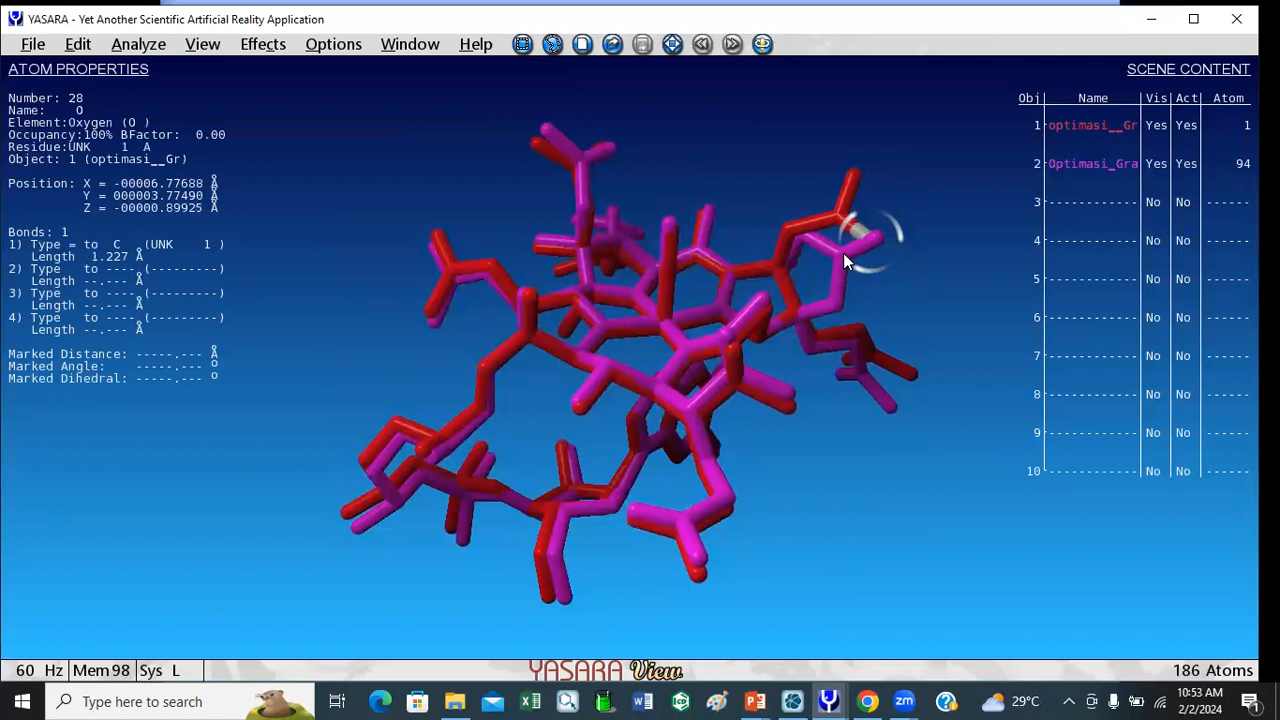 YASARA - Yet Another Scientific Artificial Reality Application
File Edit Analyze View Effects Options Window Help
ATOM PROPERTIES
Number: 28
Name: O
Element:Oxygen (O )
Occupancy:100% BFactor: 0.00
Residue:UNK 1 A
Object: 1 (optimasi__Gr)
Position: X = -00006.77688 Å
Y = 000003.77490 Å
Z = -00000.89925 Å
Bonds: 1
1) Type = to C (UNK 1 )
Length 1.227 Å
2) Type to ----(---------)
Length --.--- Å
3) Type to ----(---------)
Length --.--- Å
4) Type to ----(---------)
Length --.--- Å
Marked Distance: -----.--- Å
Marked Angle: -----.--- o
Marked Dihedral: -----.--- o
SCENE CONTENT
Obj Name Vis Act Atom
1 optimasi__Gr Yes Yes 1
2 Optimasi_Gra Yes Yes 94
3 ------------ No No ------
4 ------------ No No ------
5 ------------ No No ------
6 ------------ No No ------
7 ------------ No No ------
8 ------------ No No ------
9 ------------ No No ------
10 ------------ No No ------
60 Hz Mem 98 Sys L
YASARA View
186 Atoms
Type here to search
29°C
10:53 AM
2/2/2024